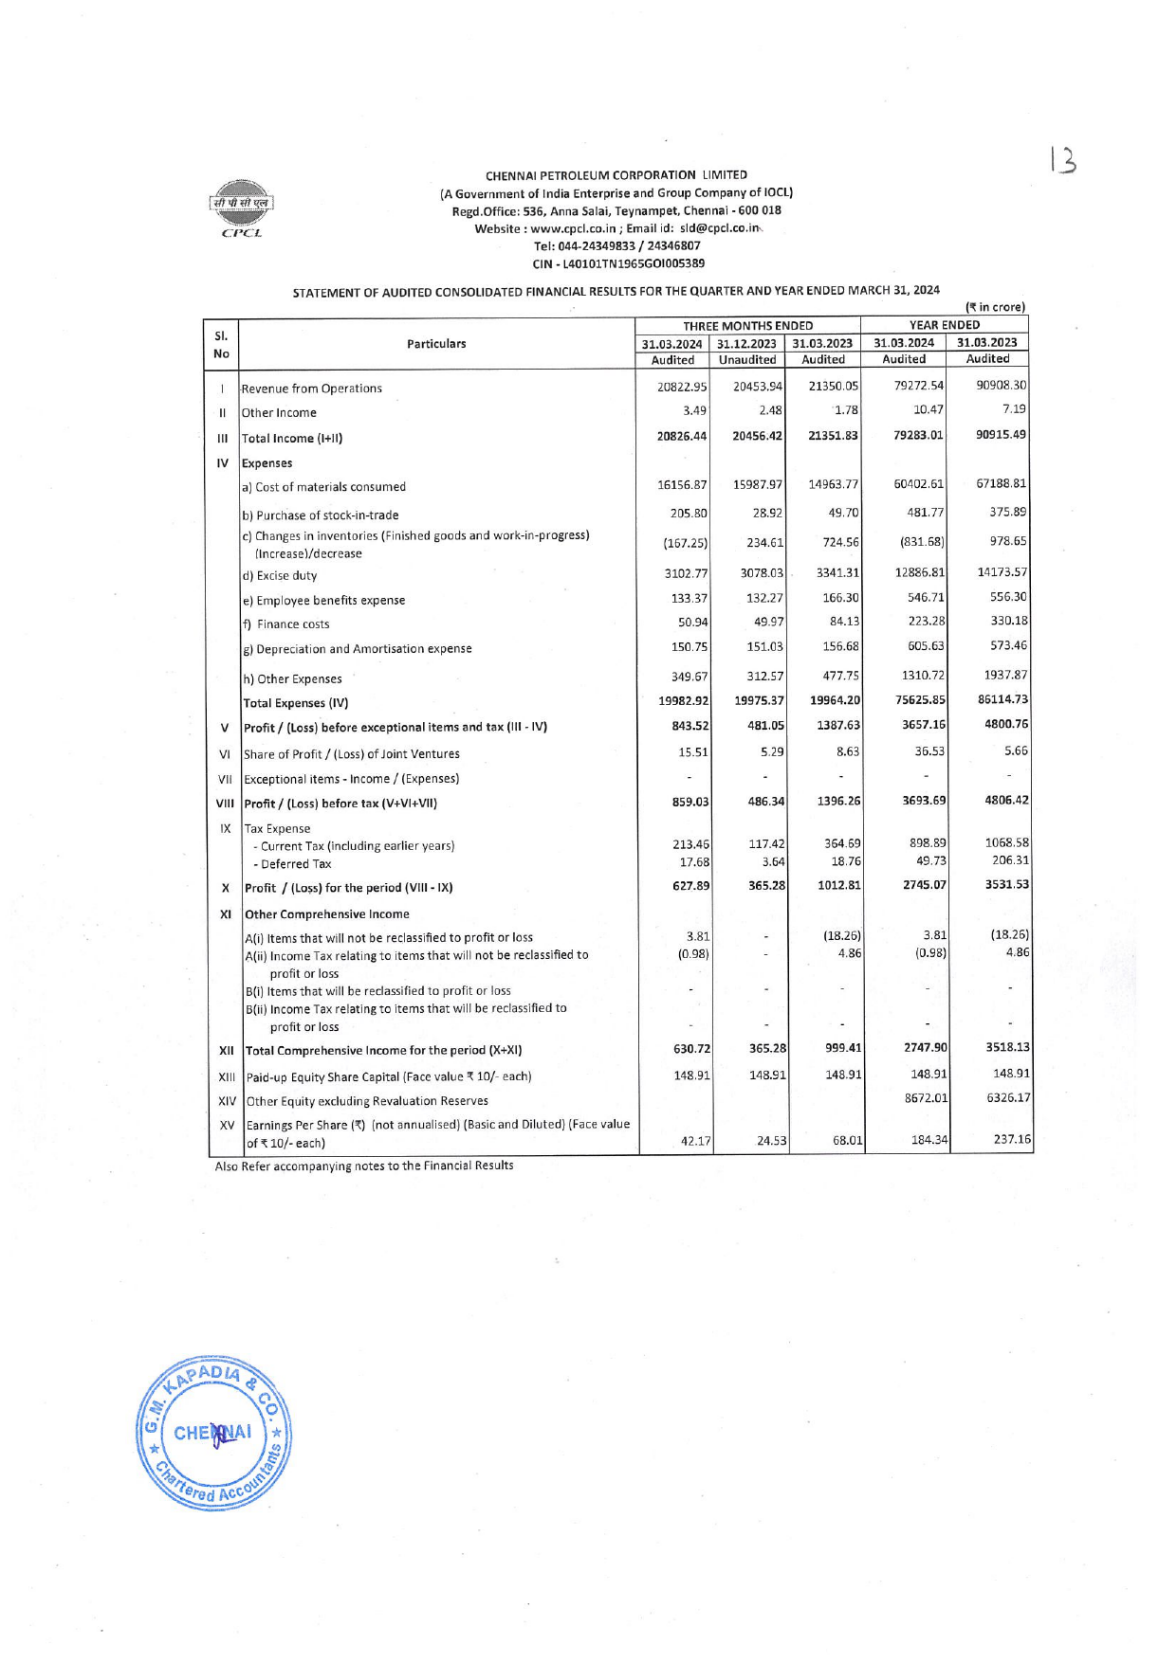 13
सी पी सी एल
CPCL
CHENNAI PETROLEUM CORPORATION LIMITED
(A Government of India Enterprise and Group Company of IOCL)
Regd.Office: 536, Anna Salai, Teynampet, Chennai - 600 018
Website : www.cpcl.co.in ; Email id: sld@cpcl.co.in
Tel: 044-24349833 / 24346807
CIN - L40101TN1965GOI005389
STATEMENT OF AUDITED CONSOLIDATED FINANCIAL RESULTS FOR THE QUARTER AND YEAR ENDED MARCH 31, 2024
(₹ in crore)
Sl. No Particulars THREE MONTHS ENDED YEAR ENDED
31.03.2024 31.12.2023 31.03.2023 31.03.2024 31.03.2023
Audited Unaudited Audited Audited Audited
I Revenue from Operations 20822.95 20453.94 21350.05 79272.54 90908.30
II Other Income 3.49 2.48 1.78 10.47 7.19
III Total Income (I+II) 20826.44 20456.42 21351.83 79283.01 90915.49
IV Expenses
a) Cost of materials consumed 16156.87 15987.97 14963.77 60402.61 67188.81
b) Purchase of stock-in-trade 205.80 28.92 49.70 481.77 375.89
c) Changes in inventories (Finished goods and work-in-progress)
(Increase)/decrease (167.25) 234.61 724.56 (831.68) 978.65
d) Excise duty 3102.77 3078.03 3341.31 12886.81 14173.57
e) Employee benefits expense 133.37 132.27 166.30 546.71 556.30
f) Finance costs 50.94 49.97 84.13 223.28 330.18
g) Depreciation and Amortisation expense 150.75 151.03 156.68 605.63 573.46
h) Other Expenses 349.67 312.57 477.75 1310.72 1937.87
Total Expenses (IV) 19982.92 19975.37 19964.20 75625.85 86114.73
V Profit / (Loss) before exceptional items and tax (III - IV) 843.52 481.05 1387.63 3657.16 4800.76
VI Share of Profit / (Loss) of Joint Ventures 15.51 5.29 8.63 36.53 5.66
VII Exceptional items - Income / (Expenses) - - - - -
VIII Profit / (Loss) before tax (V+VI+VII) 859.03 486.34 1396.26 3693.69 4806.42
IX Tax Expense
- Current Tax (including earlier years) 213.46 117.42 364.69 898.89 1068.58
- Deferred Tax 17.68 3.64 18.76 49.73 206.31
X Profit / (Loss) for the period (VIII - IX) 627.89 365.28 1012.81 2745.07 3531.53
XI Other Comprehensive Income
A(i) Items that will not be reclassified to profit or loss 3.81 - (18.26) 3.81 (18.26)
A(ii) Income Tax relating to items that will not be reclassified to (0.98) - 4.86 (0.98) 4.86
profit or loss
B(i) Items that will be reclassified to profit or loss - - - - -
B(ii) Income Tax relating to items that will be reclassified to
profit or loss - - - - -
XII Total Comprehensive Income for the period (X+XI) 630.72 365.28 999.41 2747.90 3518.13
XIII Paid-up Equity Share Capital (Face value ₹ 10/- each) 148.91 148.91 148.91 148.91 148.91
XIV Other Equity excluding Revaluation Reserves 8672.01 6326.17
XV Earnings Per Share (₹) (not annualised) (Basic and Diluted) (Face value
of ₹ 10/- each) 42.17 24.53 68.01 184.34 237.16
Also Refer accompanying notes to the Financial Results
G.M. KAPADIA & CO.
CHENNAI
Chartered Accountants